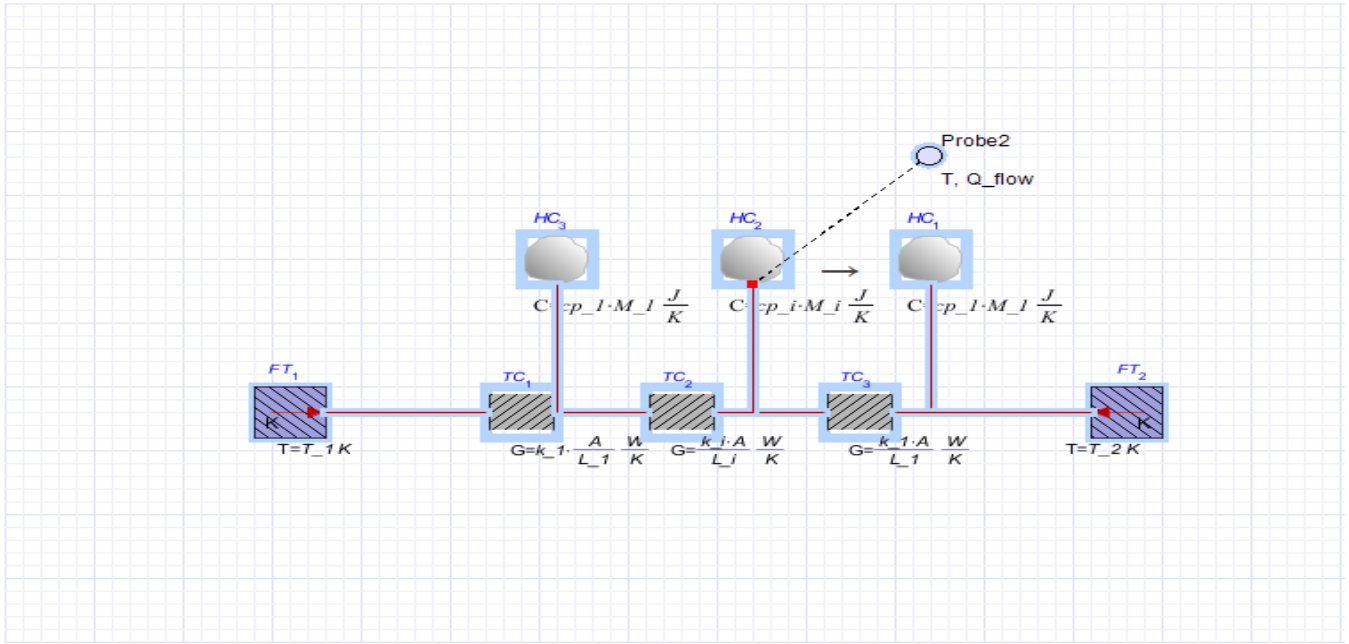 Probe2
T, Q_flow
HC3
HC2
HC1
C=cp_1·M_1 J/K
C=cp_i·M_i J/K
C=cp_1·M_1 J/K
FT1
TC1
TC2
TC3
FT2
K
K
T=T_1 K
G=k_1· A/L_1 W/K
G= k_i·A/L_i W/K
G= k_1·A/L_1 W/K
T=T_2 K